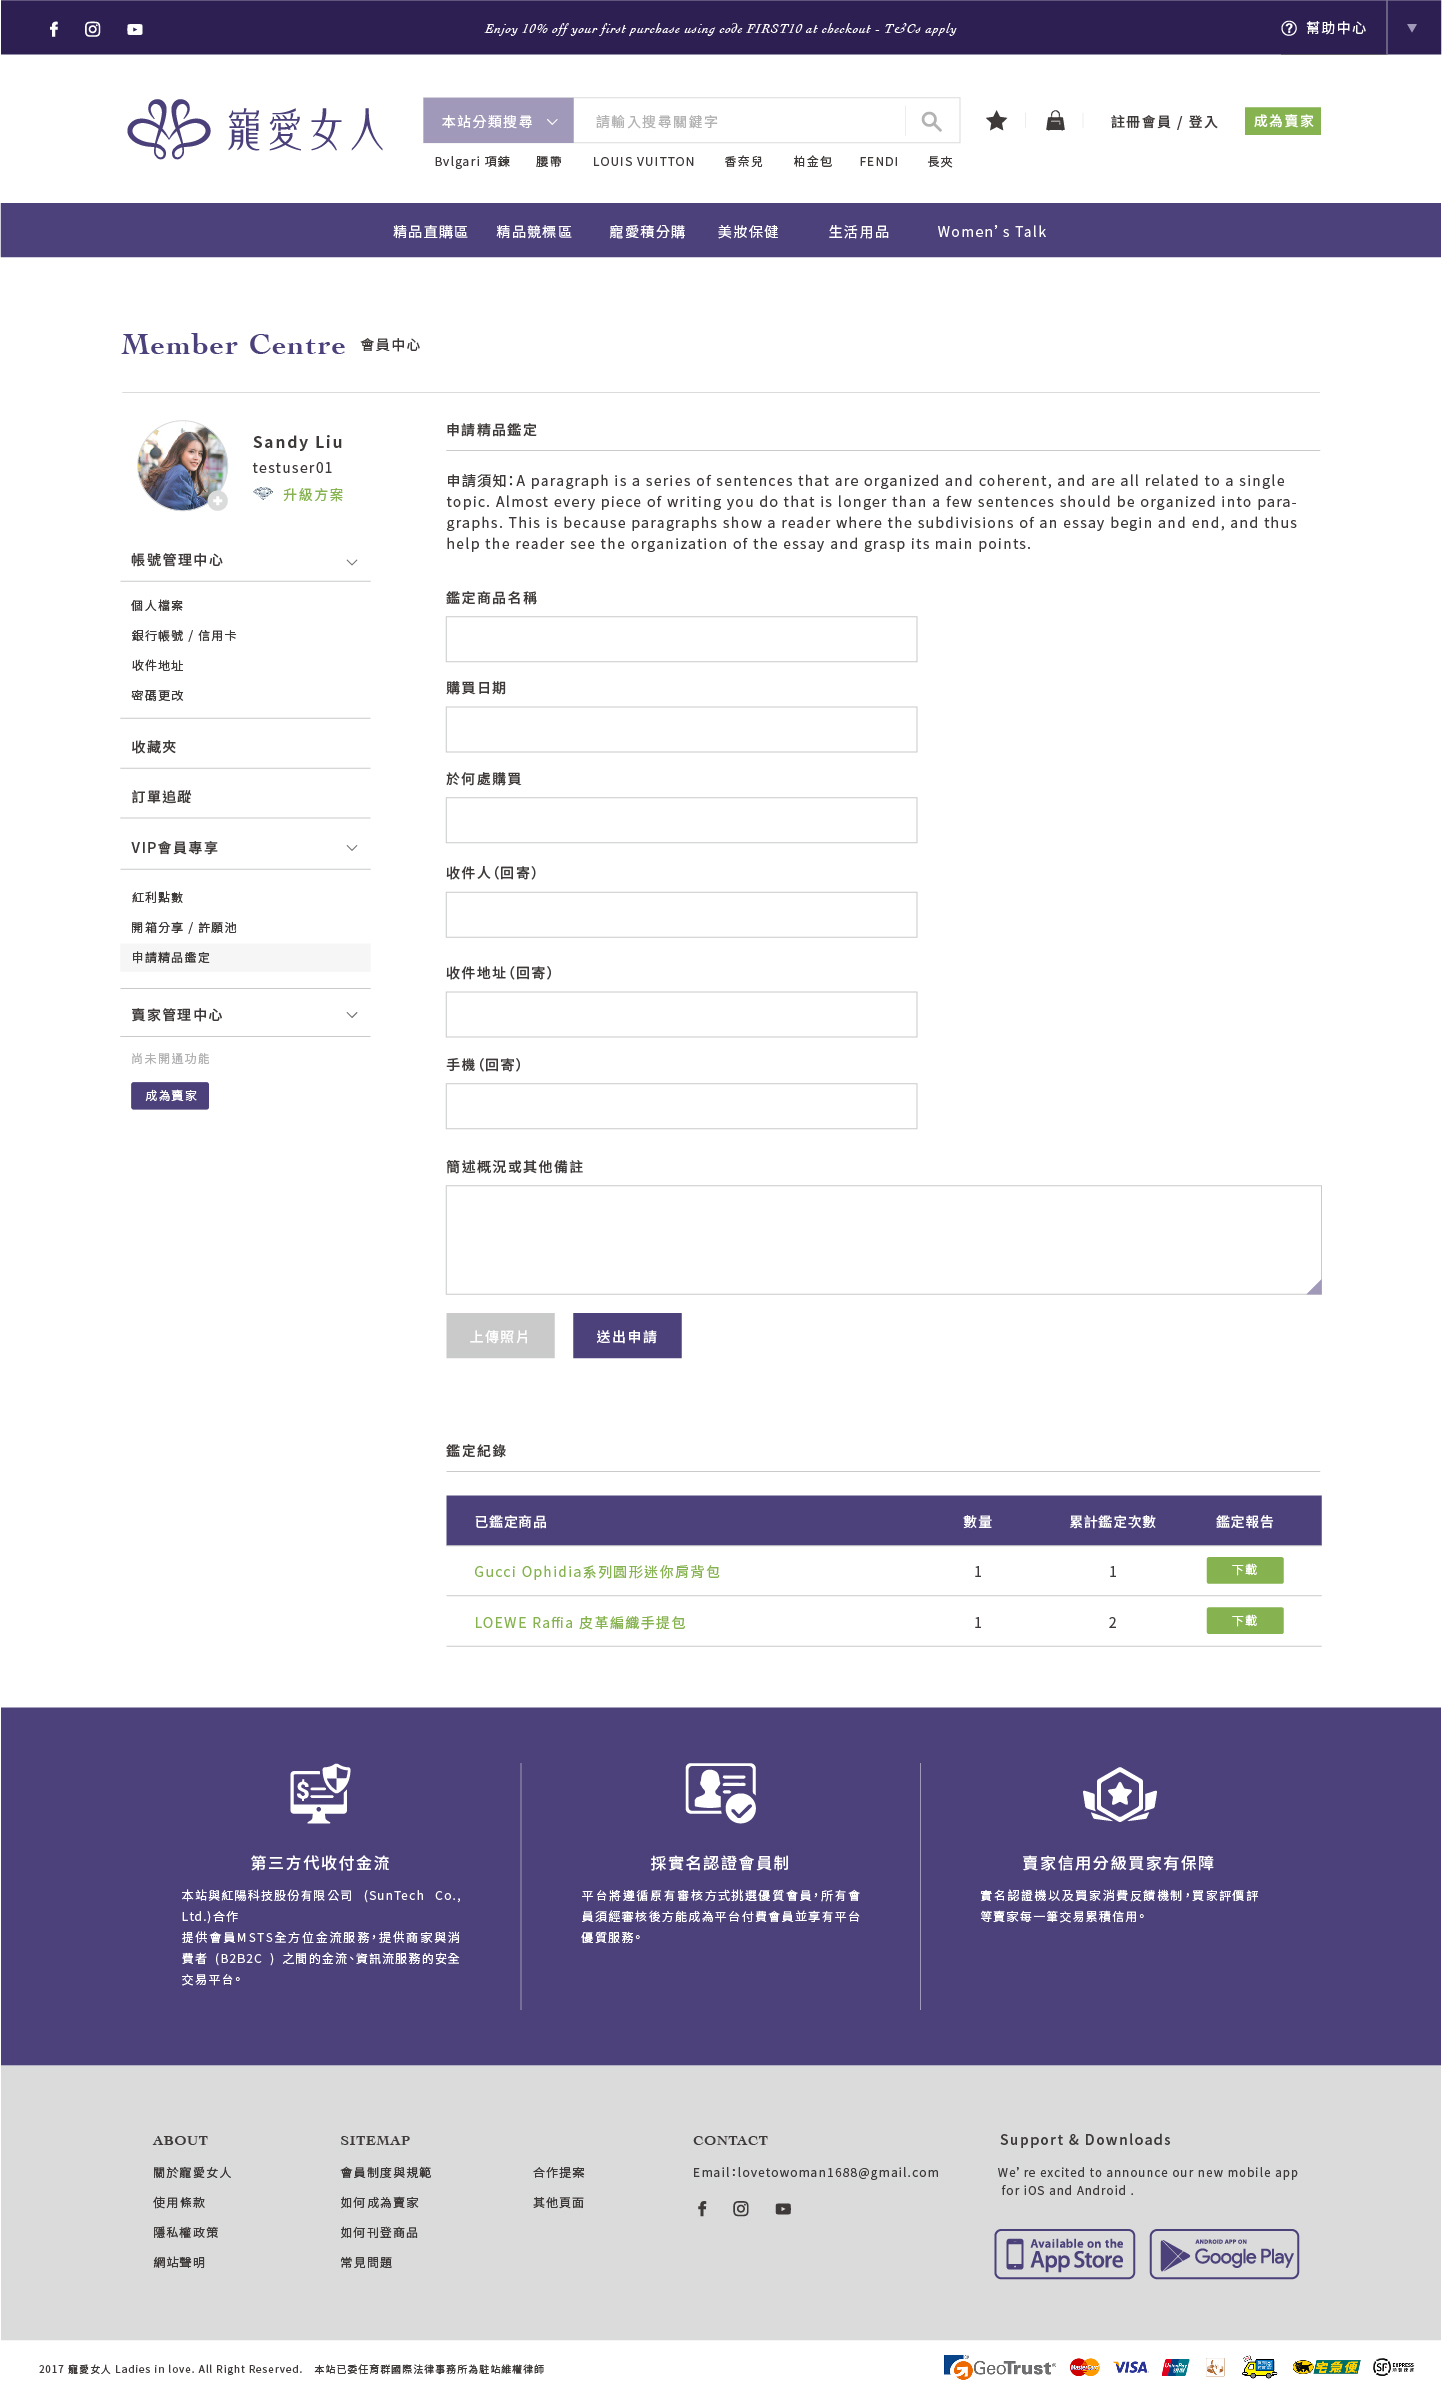 Enjoy 10% off your first purchase using code FIRST10 at checkout - T&Cs apply
幫助中心
寵愛女人
本站分類搜尋
請輸入搜尋關鍵字
註冊會員 / 登入
成為賣家
Bvlgari 項鍊 腰帶 LOUIS VUITTON 香奈兒 柏金包 FENDI 長夾
精品直購區 精品競標區 寵愛積分購 美妝保健 生活用品 Women’s Talk
Member Centre 會員中心
Sandy Liu
testuser01
升級方案
帳號管理中心
個人檔案
銀行帳號 / 信用卡
收件地址
密碼更改
收藏夾
訂單追蹤
VIP會員專享
紅利點數
開箱分享 / 許願池
申請精品鑑定
賣家管理中心
尚未開通功能
成為賣家
申請精品鑑定
申請須知：A paragraph is a series of sentences that are organized and coherent, and are all related to a single
topic. Almost every piece of writing you do that is longer than a few sentences should be organized into para-
graphs. This is because paragraphs show a reader where the subdivisions of an essay begin and end, and thus
help the reader see the organization of the essay and grasp its main points.
鑑定商品名稱
購買日期
於何處購買
收件人（回寄）
收件地址（回寄）
手機（回寄）
簡述概況或其他備註
上傳照片
送出申請
鑑定紀錄
已鑑定商品 數量 累計鑑定次數 鑑定報告
Gucci Ophidia系列圓形迷你肩背包 1 1 下載
LOEWE Raffia 皮革編織手提包 1 2 下載
第三方代收付金流
本站與紅陽科技股份有限公司 (SunTech Co.,
Ltd.)合作
提供會員MSTS全方位金流服務，提供商家與消
費者 (B2B2C ) 之間的金流、資訊流服務的安全
交易平台。
採實名認證會員制
平台將遵循原有審核方式挑選優質會員，所有會
員須經審核後方能成為平台付費會員並享有平台
優質服務。
賣家信用分級買家有保障
實名認證機以及買家消費反饋機制，買家評價評
等賣家每一筆交易累積信用。
ABOUT
關於寵愛女人
使用條款
隱私權政策
網站聲明
SITEMAP
會員制度與規範
如何成為賣家
如何刊登商品
常見問題
合作提案
其他頁面
CONTACT
Email：lovetowoman1688@gmail.com
Support & Downloads
We’re excited to announce our new mobile app
for iOS and Android .
Available on the
App Store
ANDROID APP ON
Google Play
2017 寵愛女人 Ladies in love. All Right Reserved. 本站已委任育群國際法律事務所為駐站維權律師
GeoTrust
MasterCard
VISA
UnionPay
宅急便
SF EXPRESS